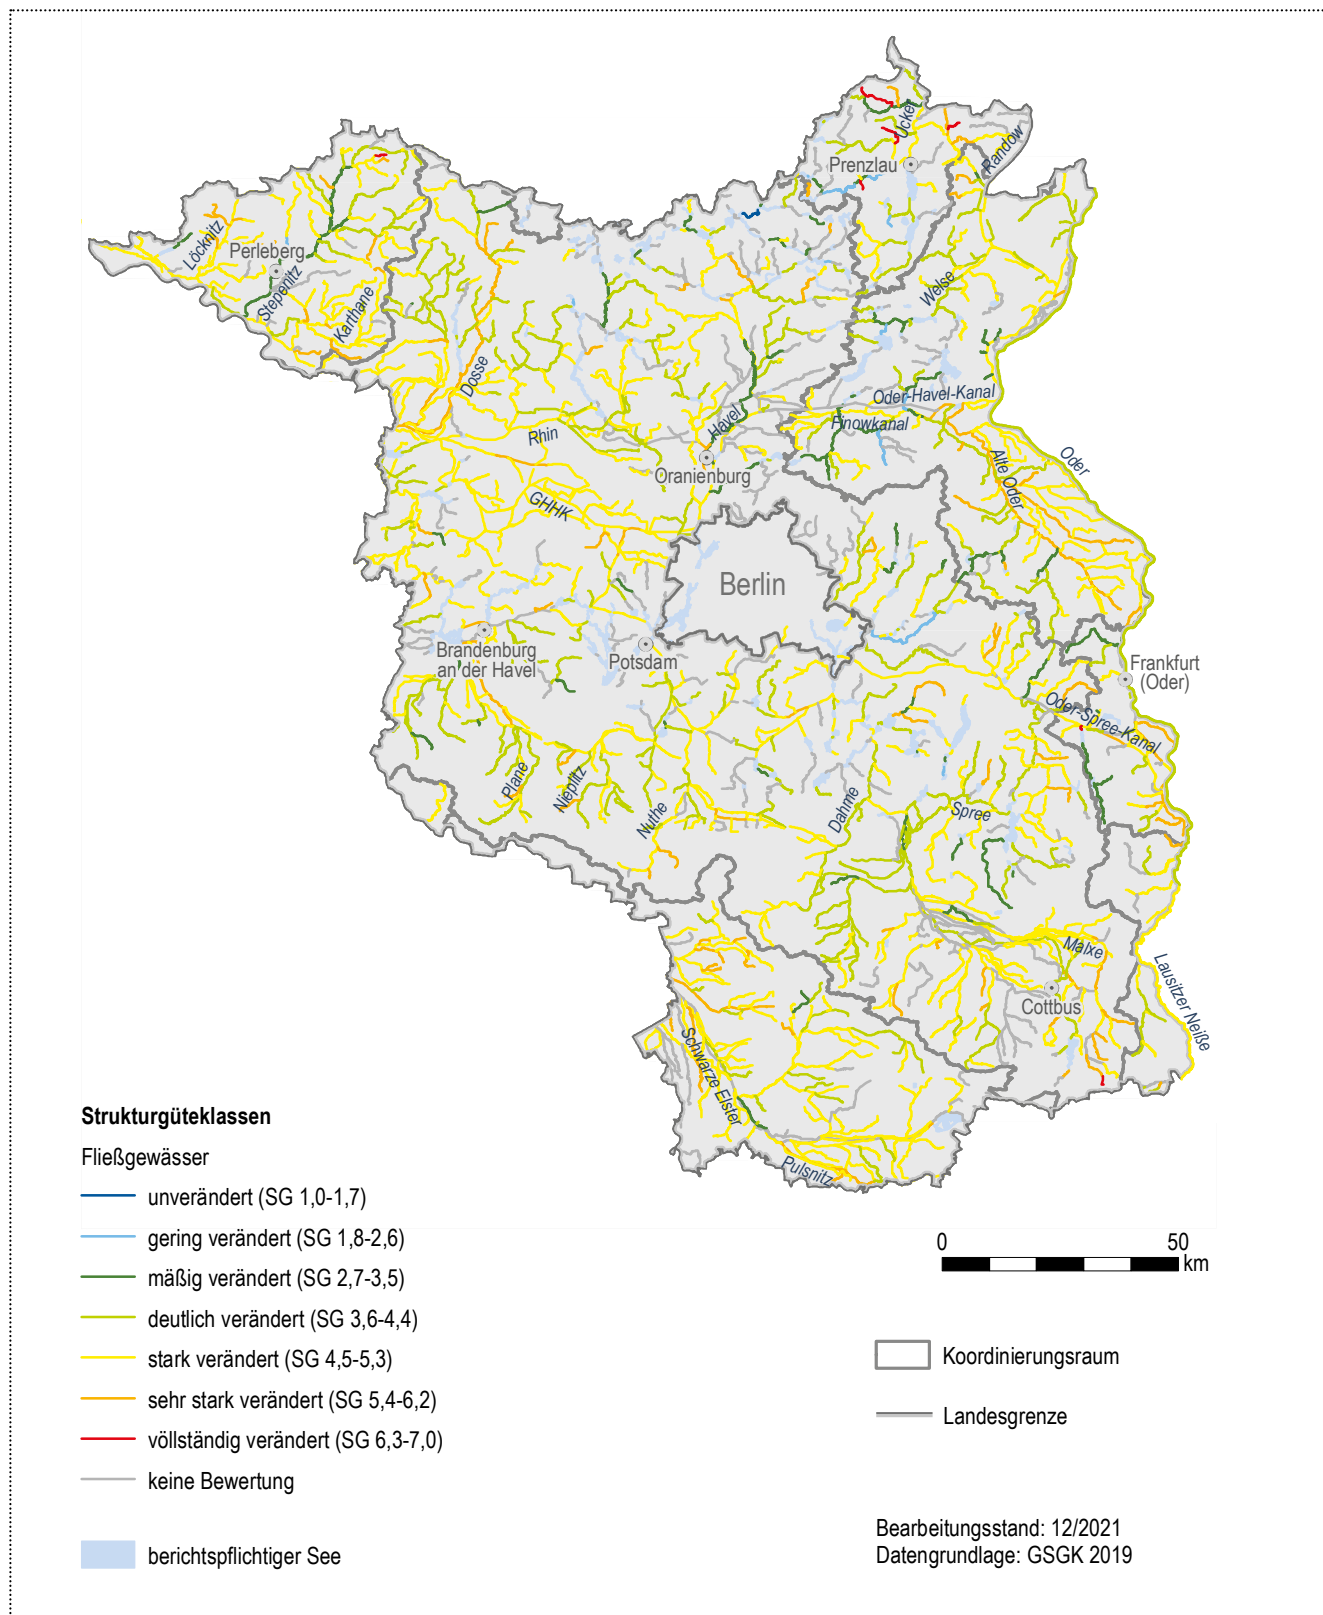 Ucker
Randow
Prenzlau
Löcknitz
Perleberg
Stepenitz
Karthane
Welse
Dosse
Oder-Havel-Kanal
Havel
Finowkanal
Rhin
Oder
Alte Oder
Oranienburg
GHHK
Berlin
Brandenburg
an der Havel
Potsdam
Frankfurt
(Oder)
Oder-Spree-Kanal
Plane
Nieplitz
Nuthe
Dahme
Spree
Malxe
Lausitzer Neiße
Cottbus
Schwarze Elster
Pulsnitz
Strukturgüteklassen
Fließgewässer
unverändert (SG 1,0-1,7)
gering verändert (SG 1,8-2,6)
mäßig verändert (SG 2,7-3,5)
deutlich verändert (SG 3,6-4,4)
stark verändert (SG 4,5-5,3)
sehr stark verändert (SG 5,4-6,2)
völlständig verändert (SG 6,3-7,0)
keine Bewertung
berichtspflichtiger See
0 50
km
Koordinierungsraum
Landesgrenze
Bearbeitungsstand: 12/2021
Datengrundlage: GSGK 2019